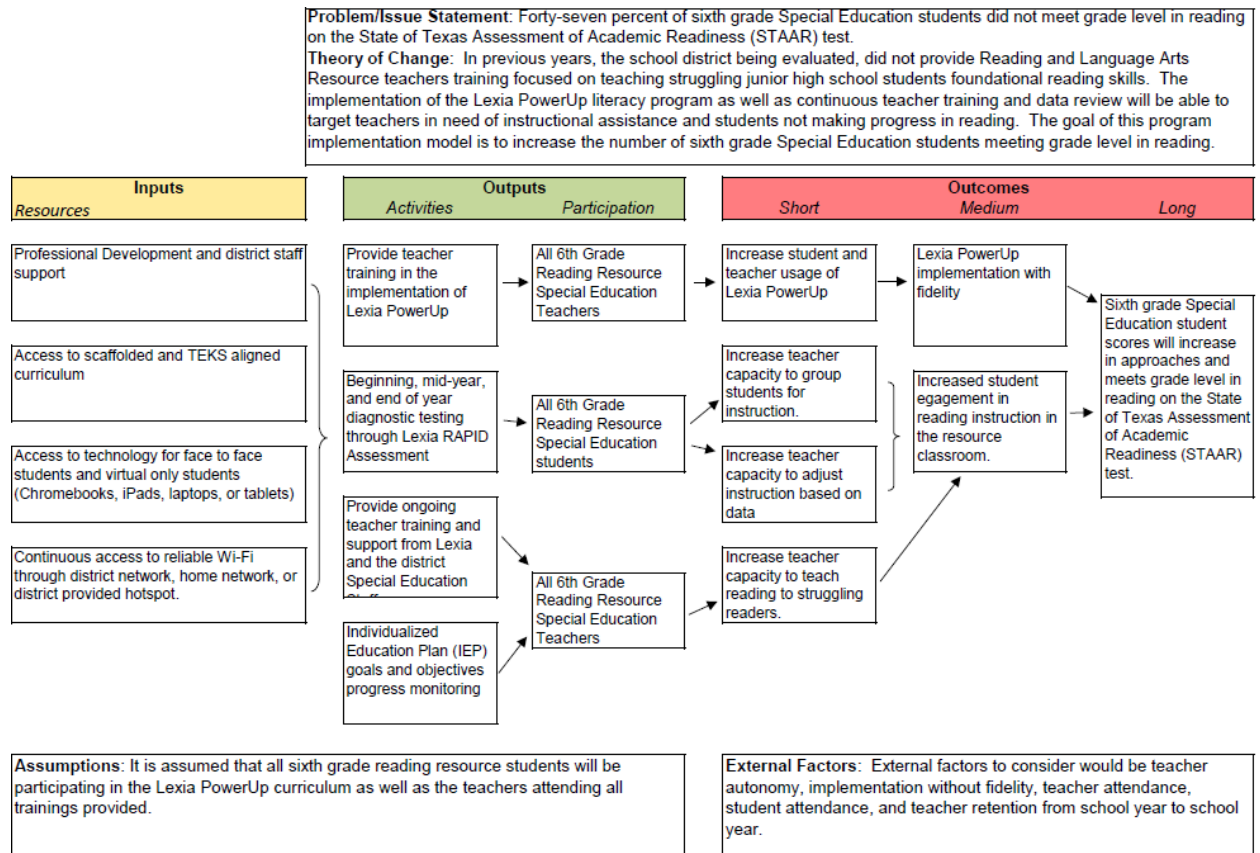 Problem/Issue Statement: Forty-seven percent of sixth grade Special Education students did not meet grade level in reading
on the State of Texas Assessment of Academic Readiness (STAAR) test.
Theory of Change: In previous years, the school district being evaluated, did not provide Reading and Language Arts
Resource teachers training focused on teaching struggling junior high school students foundational reading skills. The
implementation of the Lexia PowerUp literacy program as well as continuous teacher training and data review will be able to
target teachers in need of instructional assistance and students not making progress in reading. The goal of this program
implementation model is to increase the number of sixth grade Special Education students meeting grade level in reading.
Inputs
Resources
Outputs
Activities
Participation
Outcomes
Short
Medium
Long
Professional Development and district staff
support
Access to scaffolded and TEKS aligned
curriculum
Access to technology for face to face
students and virtual only students
(Chromebooks, iPads, laptops, or tablets)
Continuous access to reliable Wi-Fi
through district network, home network, or
district provided hotspot.
Provide teacher
training in the
implementation of
Lexia PowerUp
Beginning, mid-year,
and end of year
diagnostic testing
through Lexia RAPID
Assessment
Provide ongoing
teacher training and
support from Lexia
and the district
Special Education
Individualized
Education Plan (IEP)
goals and objectives
progress monitoring
All 6th Grade
Reading Resource
Special Education
Teachers
All 6th Grade
Reading Resource
Special Education
students
All 6th Grade
Reading Resource
Special Education
Teachers
Increase student and
teacher usage of
Lexia PowerUp
Increase teacher
capacity to group
students for
instruction.
Increase teacher
capacity to adjust
instruction based on
data
Increase teacher
capacity to teach
reading to struggling
readers.
Lexia PowerUp
implementation with
fidelity
Increased student
egagement in
reading instruction in
the resource
classroom.
Sixth grade Special
Education student
scores will increase
in approaches and
meets grade level in
reading on the State
of Texas Assessment
of Academic
Readiness (STAAR)
test.
Assumptions: It is assumed that all sixth grade reading resource students will be
participating in the Lexia PowerUp curriculum as well as the teachers attending all
trainings provided.
External Factors: External factors to consider would be teacher
autonomy, implementation without fidelity, teacher attendance,
student attendance, and teacher retention from school year to school
year.